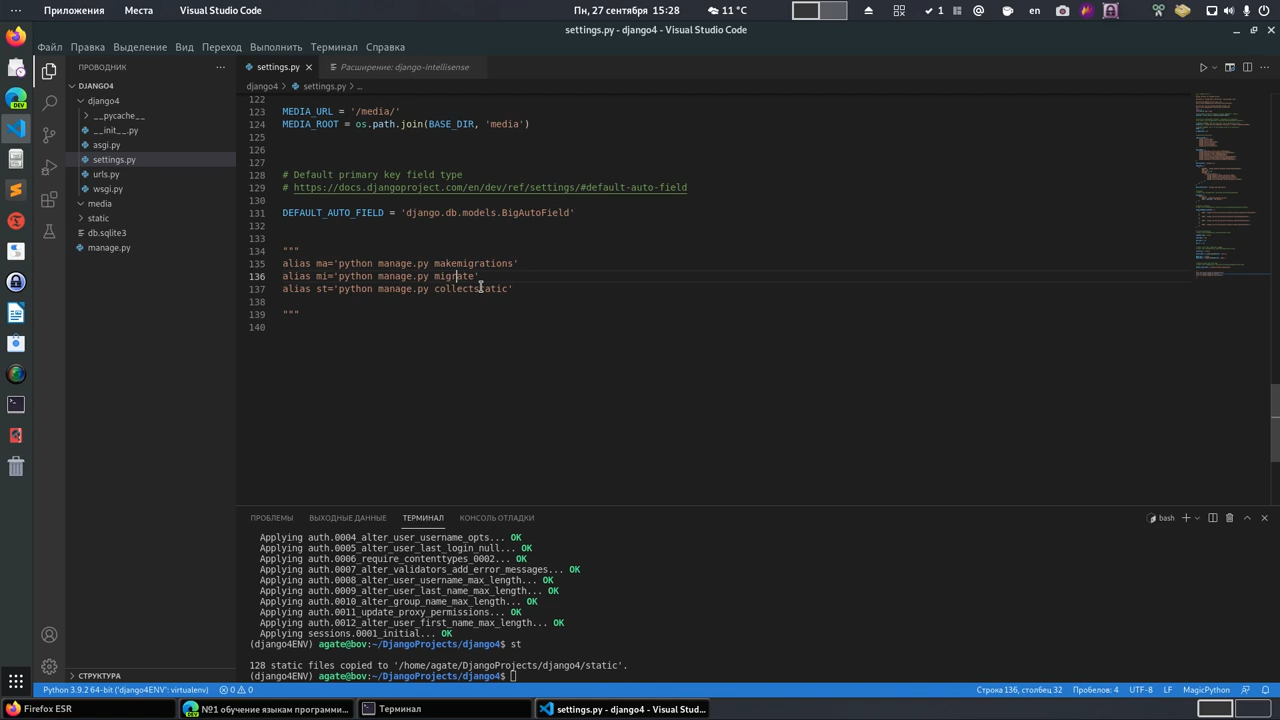 Приложения Места Visual Studio Code Пн, 27 сентября 15:28 11 °C 1 en
settings.py - django4 - Visual Studio Code
Файл Правка Выделение Вид Переход Выполнить Терминал Справка
ПРОВОДНИК
settings.py
Расширение: django-intellisense
DJANGO4
django4 > settings.py > ...
django4
__pycache__
__init__.py
asgi.py
settings.py
urls.py
wsgi.py
media
static
db.sqlite3
manage.py
122
123 MEDIA_URL = '/media/'
124 MEDIA_ROOT = os.path.join(BASE_DIR, 'media')
125
126
127
128 # Default primary key field type
129 # https://docs.djangoproject.com/en/dev/ref/settings/#default-auto-field
130
131 DEFAULT_AUTO_FIELD = 'django.db.models.BigAutoField'
132
133
134 """
135 alias ma='python manage.py makemigrations'
136 alias mi='python manage.py migrate'
137 alias st='python manage.py collectstatic'
138
139 """
140
ПРОБЛЕМЫ ВЫХОДНЫЕ ДАННЫЕ ТЕРМИНАЛ КОНСОЛЬ ОТЛАДКИ bash
Applying auth.0004_alter_user_username_opts... OK
Applying auth.0005_alter_user_last_login_null... OK
Applying auth.0006_require_contenttypes_0002... OK
Applying auth.0007_alter_validators_add_error_messages... OK
Applying auth.0008_alter_user_username_max_length... OK
Applying auth.0009_alter_user_last_name_max_length... OK
Applying auth.0010_alter_group_name_max_length... OK
Applying auth.0011_update_proxy_permissions... OK
Applying auth.0012_alter_user_first_name_max_length... OK
Applying sessions.0001_initial... OK
(django4ENV) agate@bov:~/DjangoProjects/django4$ st
128 static files copied to '/home/agate/DjangoProjects/django4/static'.
(django4ENV) agate@bov:~/DjangoProjects/django4$
СТРУКТУРА
Python 3.9.2 64-bit ('django4ENV': virtualenv) 0 0 Строка 136, столбец 32 Пробелов: 4 UTF-8 LF MagicPython
Firefox ESR №1 обучение языкам программи... Терминал settings.py - django4 - Visual Stud...